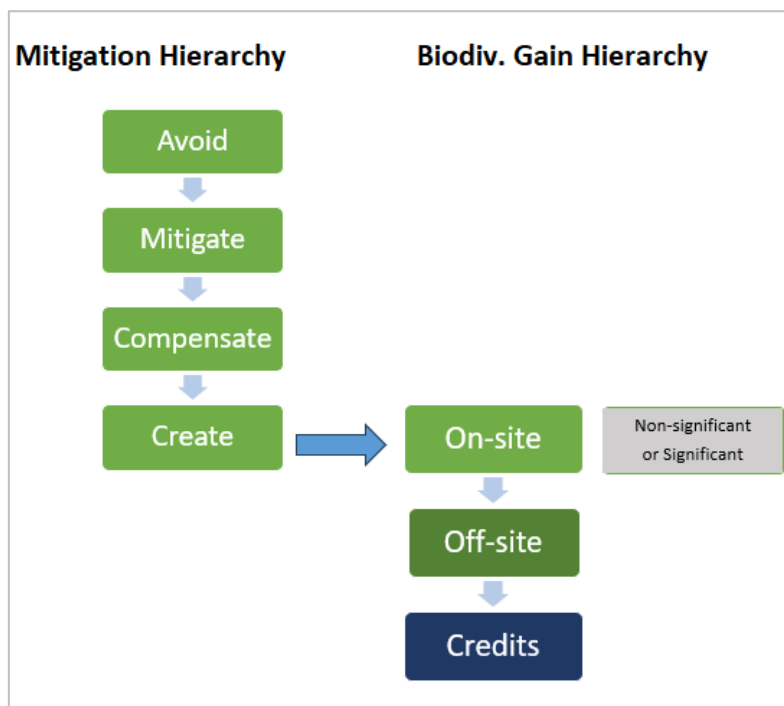 Mitigation Hierarchy
Biodiv. Gain Hierarchy
Avoid
Mitigate
Compensate
Create
On-site
Non-significant
or Significant
Off-site
Credits